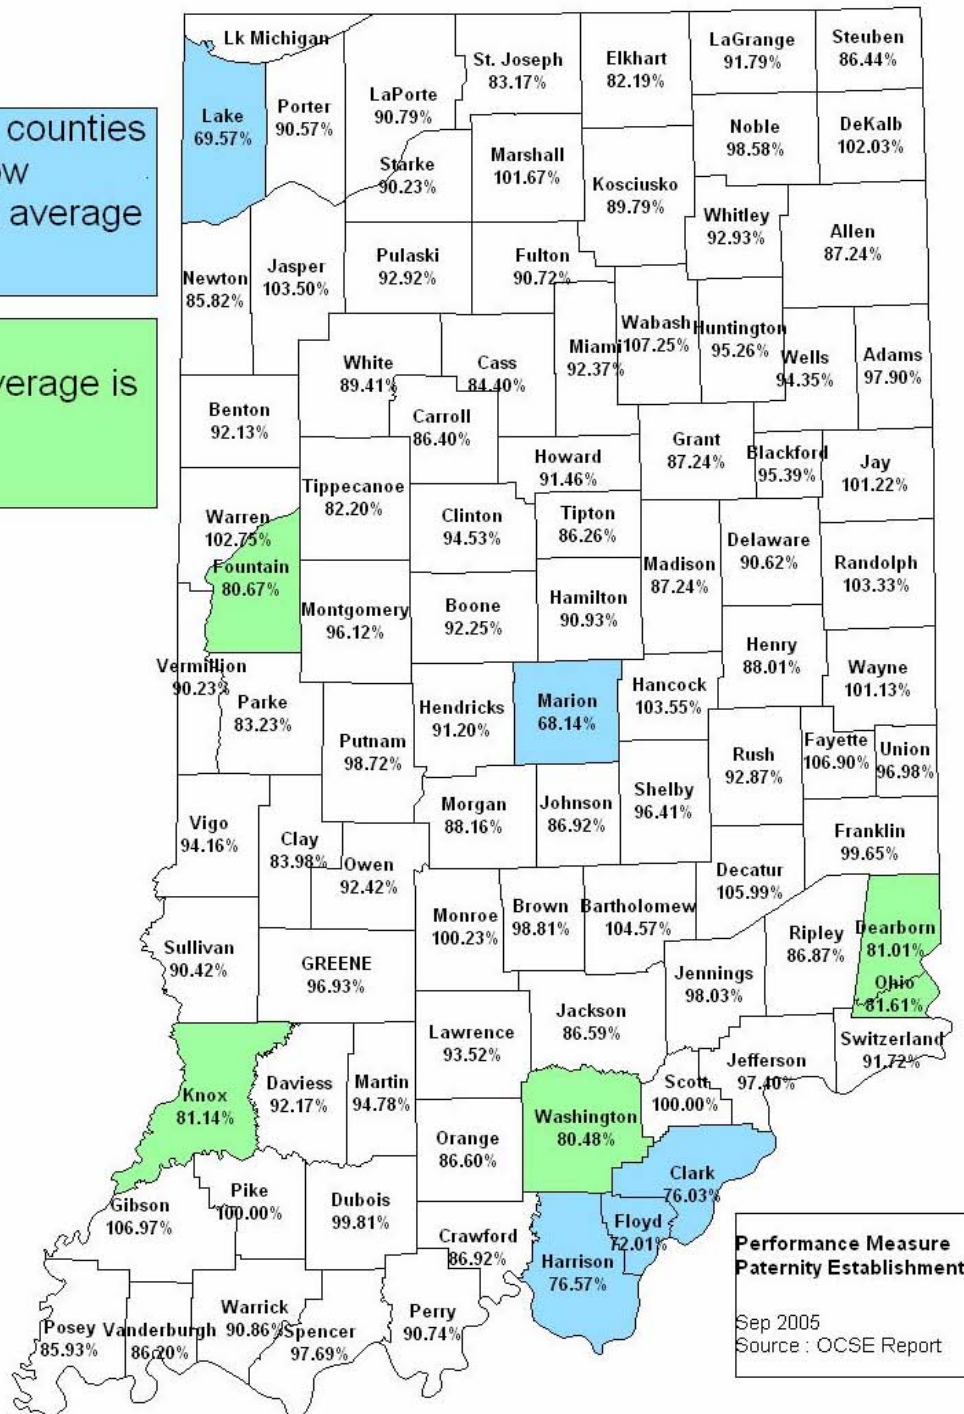 counties
average
average is
Lk Michigan
Lake
69.57%
Porter
90.57%
LaPorte
90.79%
St. Joseph
83.17%
Elkhart
82.19%
LaGrange
91.79%
Steuben
86.44%
Starke
90.23%
Marshall
101.67%
Kosciusko
89.79%
Noble
98.58%
DeKalb
102.03%
Whitley
92.93%
Allen
87.24%
Newton
85.82%
Jasper
103.50%
Pulaski
92.92%
Fulton
90.72%
White
89.41%
Cass
84.40%
Miami
92.37%
Wabash
107.25%
Huntington
95.26%
Wells
94.35%
Adams
97.90%
Benton
92.13%
Carroll
86.40%
Howard
91.46%
Grant
87.24%
Blackford
95.39%
Jay
101.22%
Warren
102.75%
Tippecanoe
82.20%
Clinton
94.53%
Tipton
86.26%
Madison
87.24%
Delaware
90.62%
Randolph
103.33%
Fountain
80.67%
Montgomery
96.12%
Boone
92.25%
Hamilton
90.93%
Henry
88.01%
Wayne
101.13%
Vermillion
90.23%
Parke
83.23%
Putnam
98.72%
Hendricks
91.20%
Marion
68.14%
Hancock
103.55%
Rush
92.87%
Fayette
106.90%
Union
96.98%
Vigo
94.16%
Clay
83.98%
Owen
92.42%
Morgan
88.16%
Johnson
86.92%
Shelby
96.41%
Decatur
105.99%
Franklin
99.65%
Sullivan
90.42%
GREENE
96.93%
Monroe
100.23%
Brown
98.81%
Bartholomew
104.57%
Jennings
98.03%
Ripley
86.87%
Dearborn
81.01%
Ohio
81.61%
Knox
81.14%
Daviess
92.17%
Martin
94.78%
Lawrence
93.52%
Jackson
86.59%
Scott
100.00%
Jefferson
97.40%
Switzerland
91.72%
Orange
86.60%
Washington
80.48%
Clark
76.03%
Floyd
72.01%
Harrison
76.57%
Gibson
106.97%
Pike
100.00%
Dubois
99.81%
Crawford
86.92%
Posey
85.93%
Vanderburgh
86.20%
Warrick
90.86%
Spencer
97.69%
Perry
90.74%
Performance Measure
Paternity Establishment
Sep 2005
Source : OCSE Report